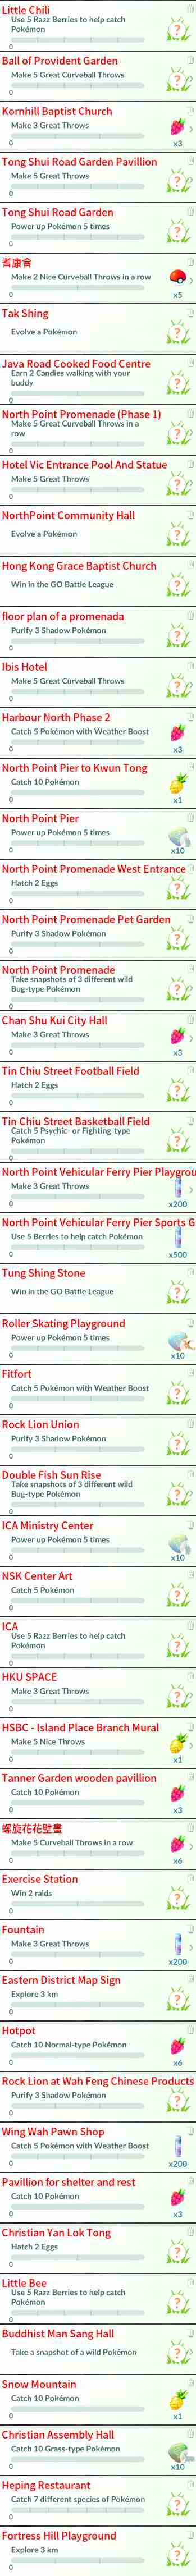 Little Chili
Use 5 Razz Berries to help catch
Pokémon
?
0
Ball of Provident Garden
Make 5 Great Curveball Throws
?
0
Kornhill Baptist Church
Make 3 Great Throws
0
x3
Tong Shui Road Garden Pavillion
Make 5 Great Throws
?
0
Tong Shui Road Garden
Power up Pokémon 5 times
?
0
耆康會
Make 2 Nice Curveball Throws in a row
0
x5
Tak Shing
Evolve a Pokémon
?
Java Road Cooked Food Centre
Earn 2 Candies walking with your
buddy
?
0
North Point Promenade (Phase 1)
Make 5 Great Curveball Throws in a
row
?
0
Hotel Vic Entrance Pool And Statue
Make 5 Great Throws
?
0
NorthPoint Community Hall
Evolve a Pokémon
?
Hong Kong Grace Baptist Church
Win in the GO Battle League
?
floor plan of a promenada
Purify 3 Shadow Pokémon
?
0
Ibis Hotel
Make 5 Great Curveball Throws
?
0
Harbour North Phase 2
Catch 5 Pokémon with Weather Boost
0
x3
North Point Pier to Kwun Tong
Catch 10 Pokémon
0
x1
North Point Pier
Power up Pokémon 5 times
0
x10
North Point Promenade West Entrance
Hatch 2 Eggs
?
0
North Point Promenade Pet Garden
Purify 3 Shadow Pokémon
?
0
North Point Promenade
Take snapshots of 3 different wild
Bug-type Pokémon
?
0
Chan Shu Kui City Hall
Make 3 Great Throws
0
x3
Tin Chiu Street Football Field
Hatch 2 Eggs
?
0
Tin Chiu Street Basketball Field
Catch 5 Psychic- or Fighting-type
Pokémon
?
0
North Point Vehicular Ferry Pier Playgrou
Make 3 Great Throws
0
x200
North Point Vehicular Ferry Pier Sports G
Use 5 Berries to help catch Pokémon
0
x500
Tung Shing Stone
Win in the GO Battle League
?
Roller Skating Playground
Power up Pokémon 5 times
0
x10
Fitfort
Catch 5 Pokémon with Weather Boost
?
0
Rock Lion Union
Purify 3 Shadow Pokémon
?
0
Double Fish Sun Rise
Take snapshots of 3 different wild
Bug-type Pokémon
?
0
ICA Ministry Center
Power up Pokémon 5 times
0
x10
NSK Center Art
Catch 5 Pokémon
?
0
ICA
Use 5 Razz Berries to help catch
Pokémon
?
0
HKU SPACE
Make 3 Great Throws
?
0
HSBC - Island Place Branch Mural
Make 5 Nice Throws
0
x1
Tanner Garden wooden pavillion
Catch 10 Pokémon
0
x3
螺旋花花壁畫
Make 5 Curveball Throws in a row
0
x6
Exercise Station
Win 2 raids
?
0
Fountain
Make 3 Great Throws
0
x200
Eastern District Map Sign
Explore 3 km
?
0
Hotpot
Catch 10 Normal-type Pokémon
0
x6
Rock Lion at Wah Feng Chinese Products
Purify 3 Shadow Pokémon
?
0
Wing Wah Pawn Shop
Catch 5 Pokémon with Weather Boost
0
x200
Pavillion for shelter and rest
Catch 10 Pokémon
0
x3
Christian Yan Lok Tong
Hatch 2 Eggs
?
0
Little Bee
Use 5 Razz Berries to help catch
Pokémon
?
0
Buddhist Man Sang Hall
Take a snapshot of a wild Pokémon
?
Snow Mountain
Catch 10 Pokémon
0
x1
Christian Assembly Hall
Catch 10 Grass-type Pokémon
0
x10
Heping Restaurant
Catch 7 different species of Pokémon
?
0
Fortress Hill Playground
Explore 3 km
?
0